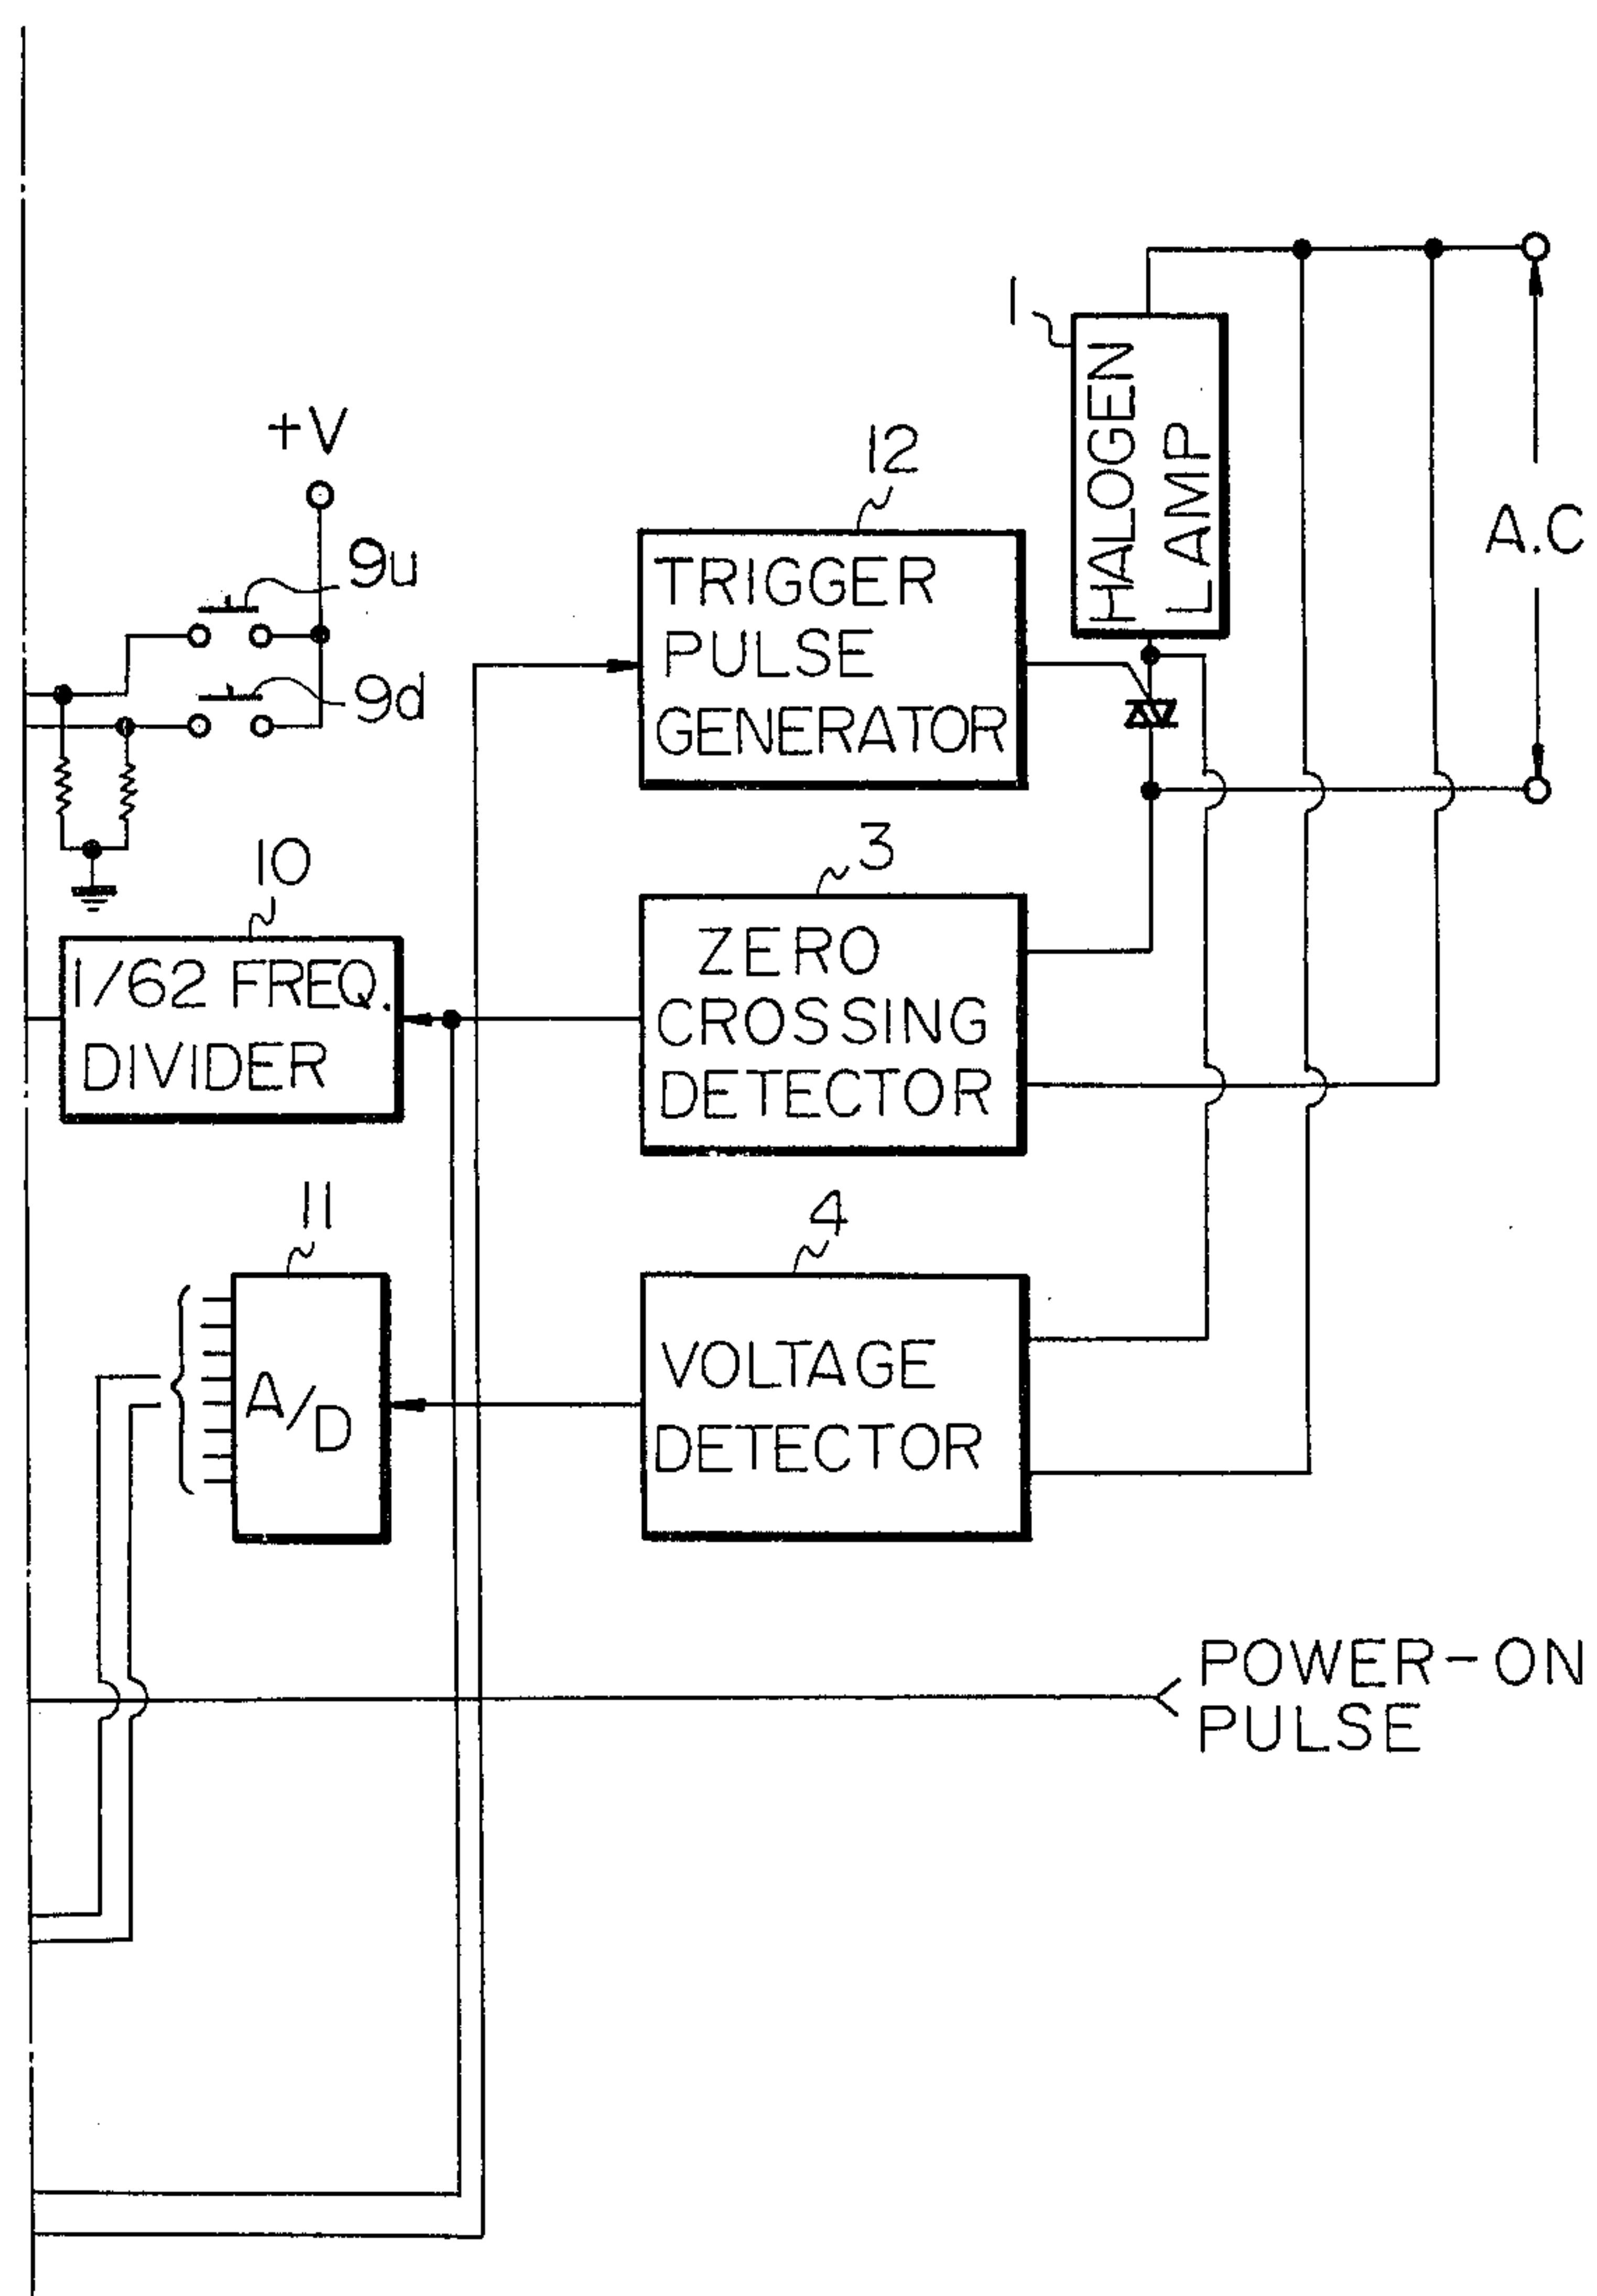 1
HALOGEN
LAMP
A.C
+V
9u
9d
12
TRIGGER
PULSE
GENERATOR
3
ZERO
CROSSING
DETECTOR
10
1/62 FREQ.
DIVIDER
11
A/D
4
VOLTAGE
DETECTOR
POWER-ON
PULSE